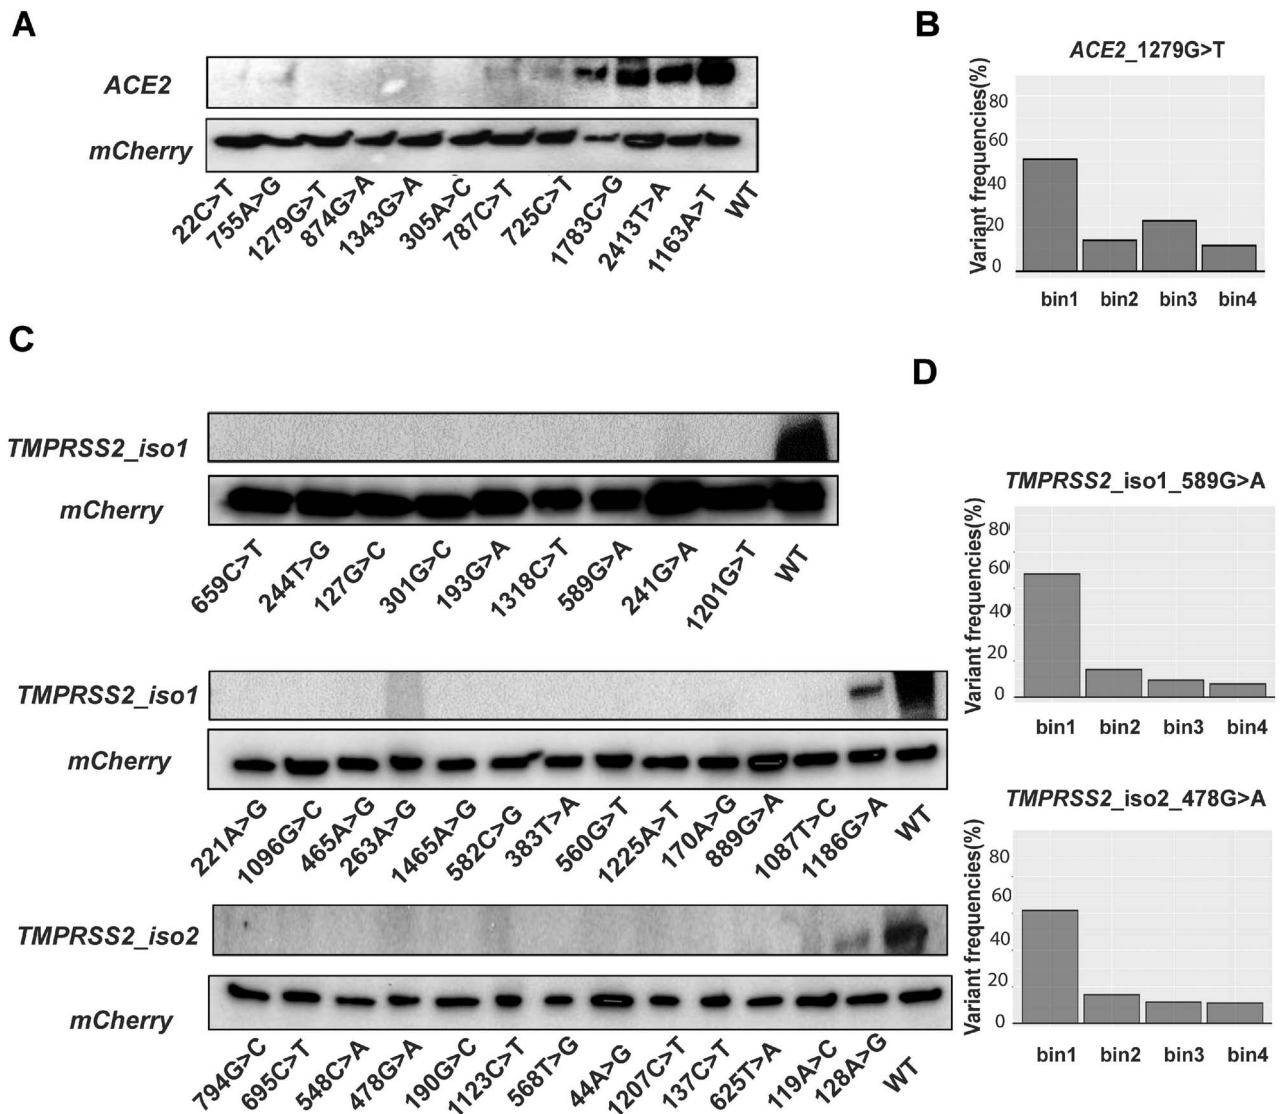 A
ACE2
mCherry
22C>T
755A>G
1279G>T
874G>A
1343G>A
305A>C
787C>T
725C>T
1783C>G
2413T>A
1163A>T
WT
B
ACE2_1279G>T
Variant frequencies(%)
80
60
40
20
0
bin1 bin2 bin3 bin4
C
TMPRSS2_iso1
mCherry
659C>T
244T>G
127G>C
301G>C
193G>A
1318C>T
589G>A
241G>A
1201G>T
WT
TMPRSS2_iso1
mCherry
221A>G
1096G>C
465A>G
263A>G
1465A>G
582C>G
383T>A
560G>T
1225A>T
170A>G
889G>A
1087T>C
1186G>A
WT
TMPRSS2_iso2
mCherry
794G>C
695C>T
548C>A
478G>A
190G>C
1123C>T
568T>G
44A>G
1207C>T
137C>T
625T>A
119A>C
128A>G
WT
D
TMPRSS2_iso1_589G>A
Variant frequencies(%)
80
60
40
20
0
bin1 bin2 bin3 bin4
TMPRSS2_iso2_478G>A
Variant frequencies(%)
80
60
40
20
0
bin1 bin2 bin3 bin4